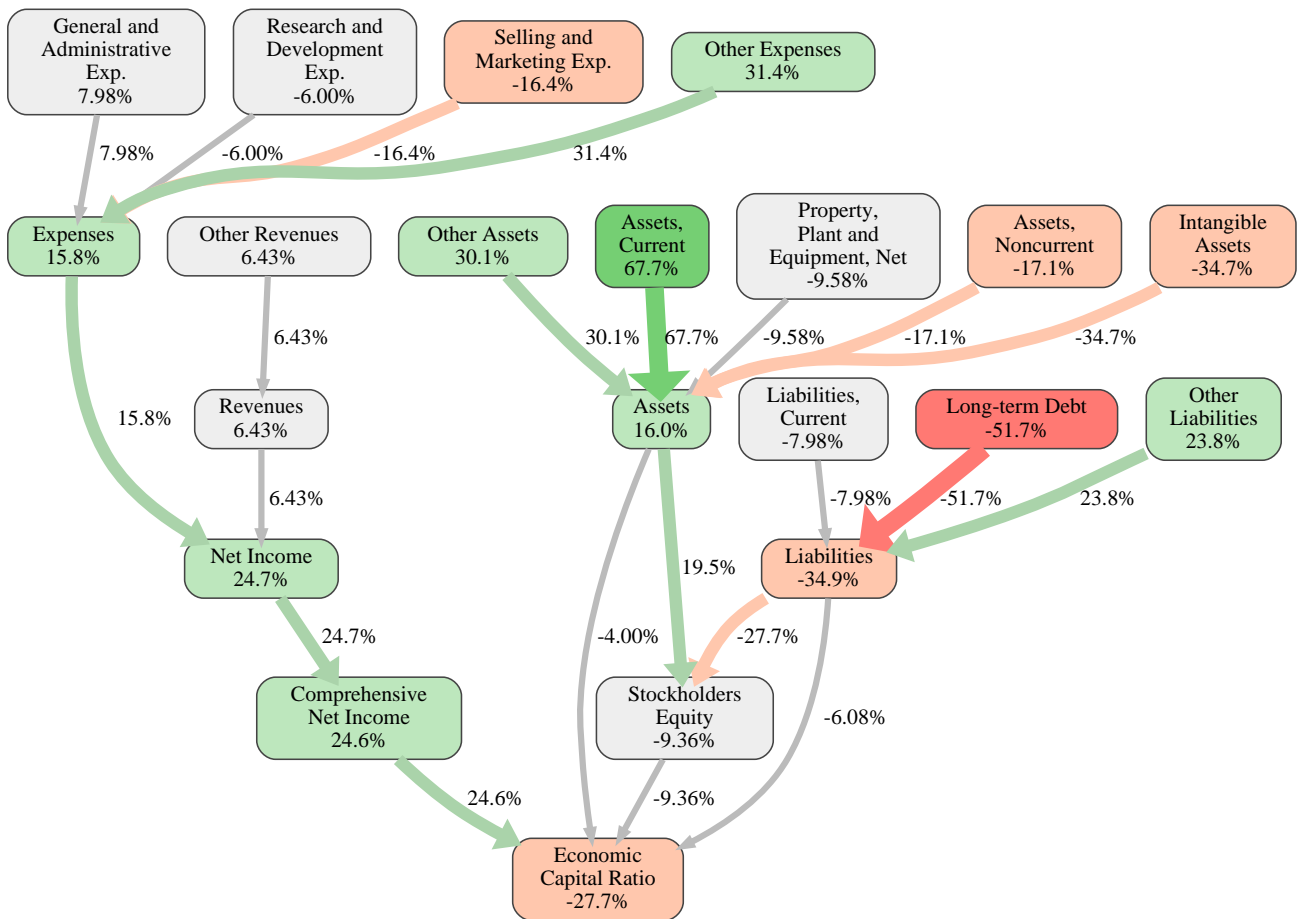 General and
Administrative
Exp.
7.98%
Research and
Development
Exp.
-6.00%
Selling and
Marketing Exp.
-16.4%
Other Expenses
31.4%
7.98%
-6.00%
-16.4%
31.4%
Expenses
15.8%
Other Revenues
6.43%
Other Assets
30.1%
Assets,
Current
67.7%
Property,
Plant and
Equipment, Net
-9.58%
Assets,
Noncurrent
-17.1%
Intangible
Assets
-34.7%
6.43%
30.1%
67.7%
-9.58%
-17.1%
-34.7%
15.8%
Revenues
6.43%
Assets
16.0%
Liabilities,
Current
-7.98%
Long-term Debt
-51.7%
Other
Liabilities
23.8%
6.43%
-7.98%
-51.7%
23.8%
Net Income
24.7%
19.5%
Liabilities
-34.9%
24.7%
-4.00%
-27.7%
Comprehensive
Net Income
24.6%
Stockholders
Equity
-9.36%
-6.08%
24.6%
-9.36%
Economic
Capital Ratio
-27.7%